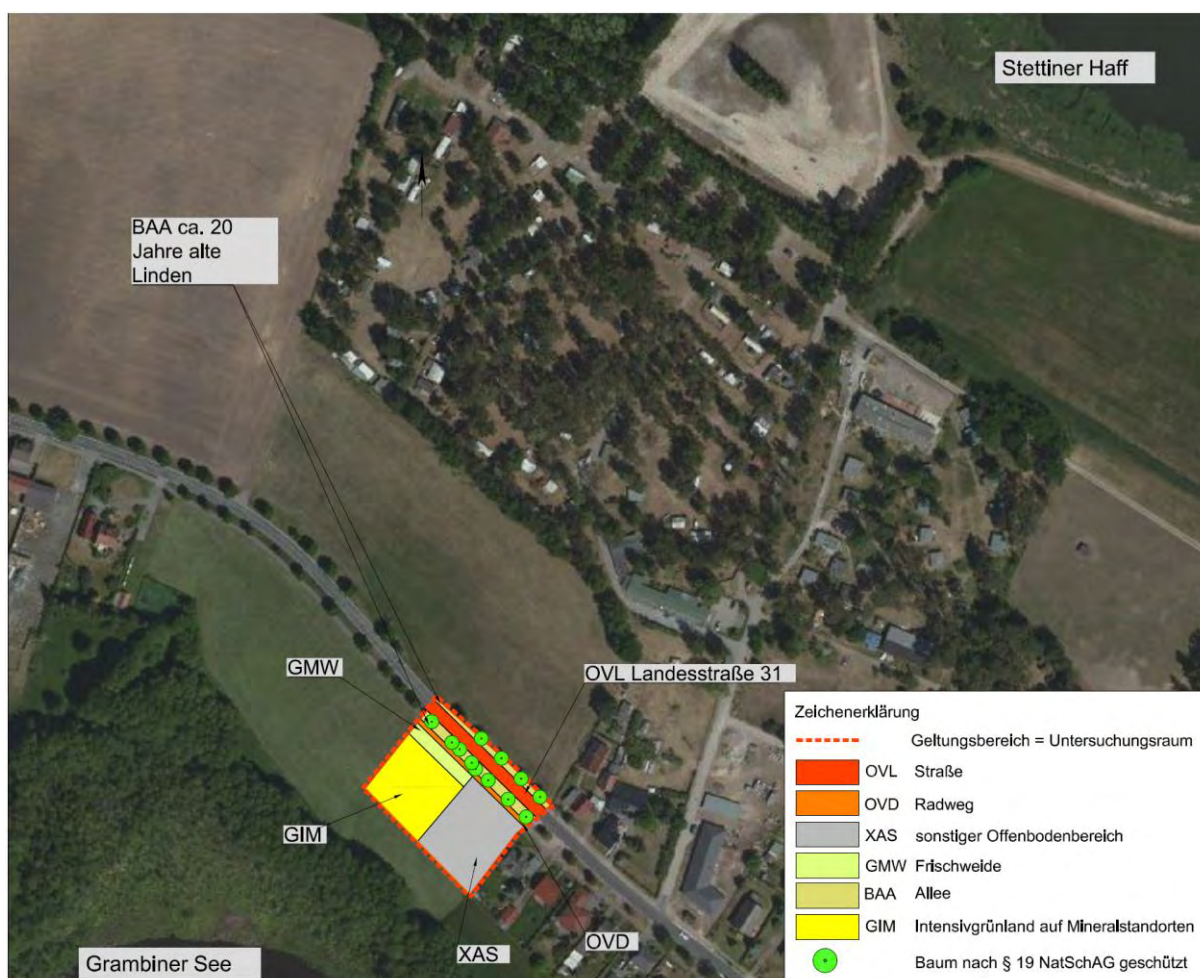 Stettiner Haff
BAA ca. 20
Jahre alte
Linden
GMW
OVL Landesstraße 31
GIM
XAS
OVD
Grambiner See
Zeichenerklärung
Geltungsbereich = Untersuchungsraum
OVL Straße
OVD Radweg
XAS sonstiger Offenbodenbereich
GMW Frischweide
BAA Allee
GIM Intensivgrünland auf Mineralstandorten
Baum nach § 19 NatSchAG geschützt